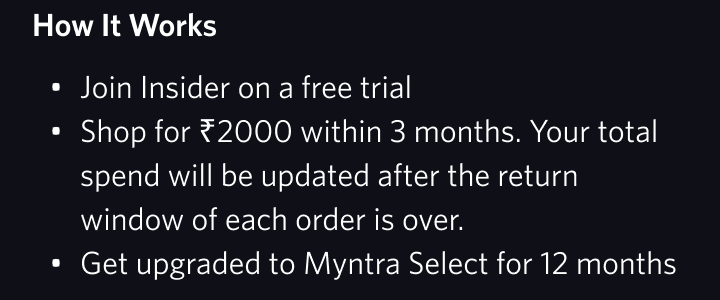 How It Works
• Join Insider on a free trial
• Shop for ₹2000 within 3 months. Your total
spend will be updated after the return
window of each order is over.
• Get upgraded to Myntra Select for 12 months